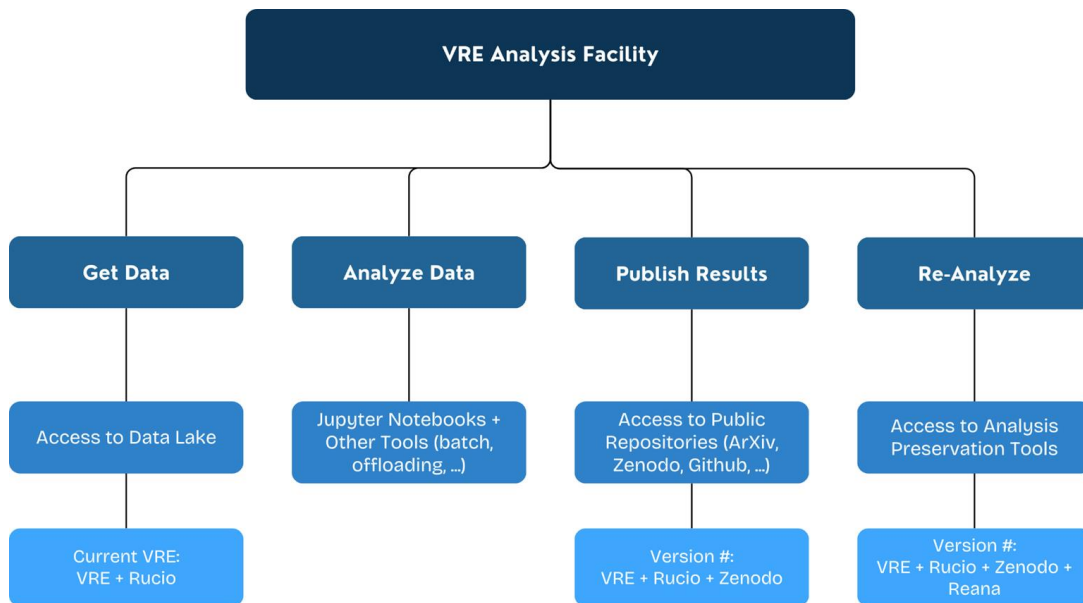 VRE Analysis Facility
Get Data
Analyze Data
Publish Results
Re-Analyze
Access to Data Lake
Jupyter Notebooks +
Other Tools (batch,
offloading, ...)
Access to Public
Repositories (ArXiv,
Zenodo, Github, ...)
Access to Analysis
Preservation Tools
Current VRE:
VRE + Rucio
Version #:
VRE + Rucio + Zenodo
Version #:
VRE + Rucio + Zenodo +
Reana